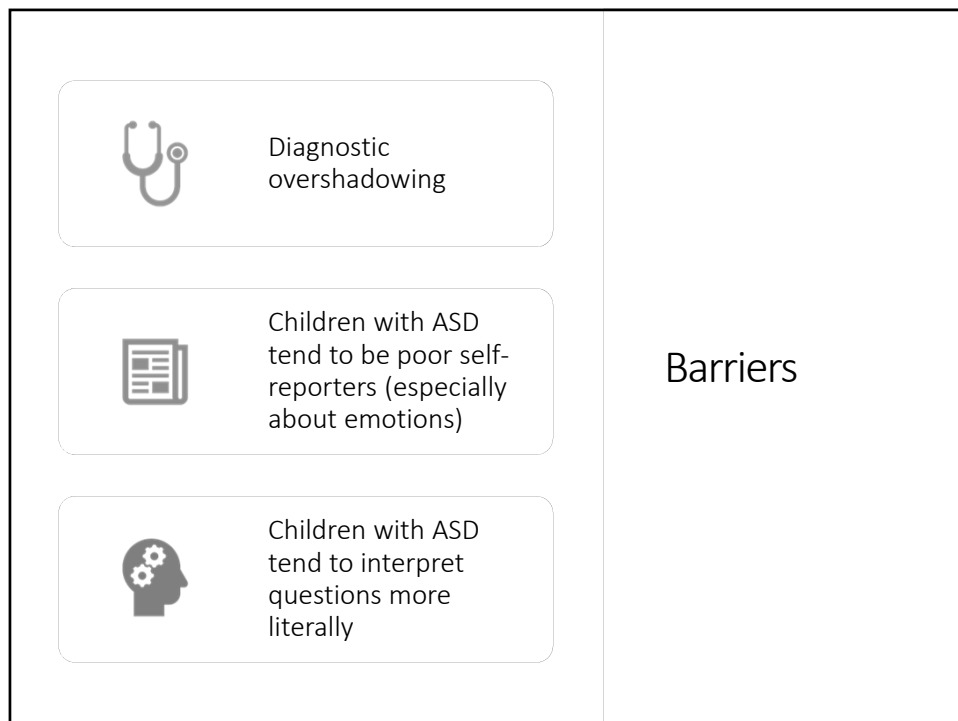 Diagnostic
overshadowing
Children with ASD
tend to be poor self-
reporters (especially
about emotions)
Children with ASD
tend to interpret
questions more
literally
Barriers